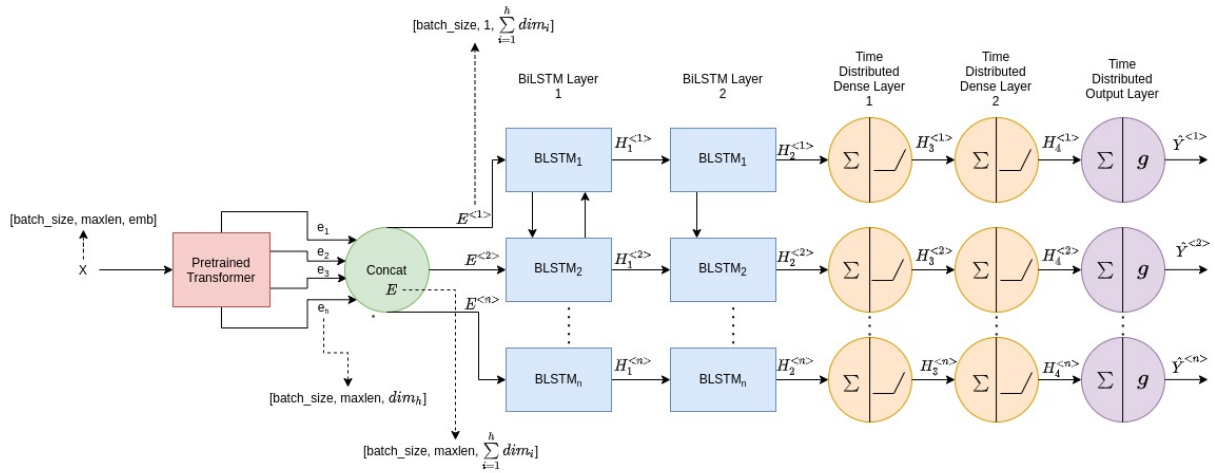 [batch_size, 1, \sum_{i=1}^{h} dim_i]
BiLSTM Layer
1
BiLSTM Layer
2
Time
Distributed
Dense Layer
1
Time
Distributed
Dense Layer
2
Time
Distributed
Output Layer
BLSTM_1
H_1^{<1>}
BLSTM_1
H_2^{<1>}
Σ
H_3^{<1>}
Σ
H_4^{<1>}
Σ g
Ŷ^{<1>}
[batch_size, maxlen, emb]
X
Pretrained
Transformer
e_1
e_2
e_3
e_h
Concat
E
E^{<1>}
E^{<2>}
E^{<n>}
BLSTM_2
H_1^{<2>}
BLSTM_2
H_2^{<2>}
Σ
H_3^{<2>}
Σ
H_4^{<2>}
Σ g
Ŷ^{<2>}
BLSTM_n
H_1^{<n>}
BLSTM_n
H_2^{<n>}
Σ
H_3^{<n>}
Σ
H_4^{<n>}
Σ g
Ŷ^{<n>}
[batch_size, maxlen, dim_h]
[batch_size, maxlen, \sum_{i=1}^{h} dim_i]